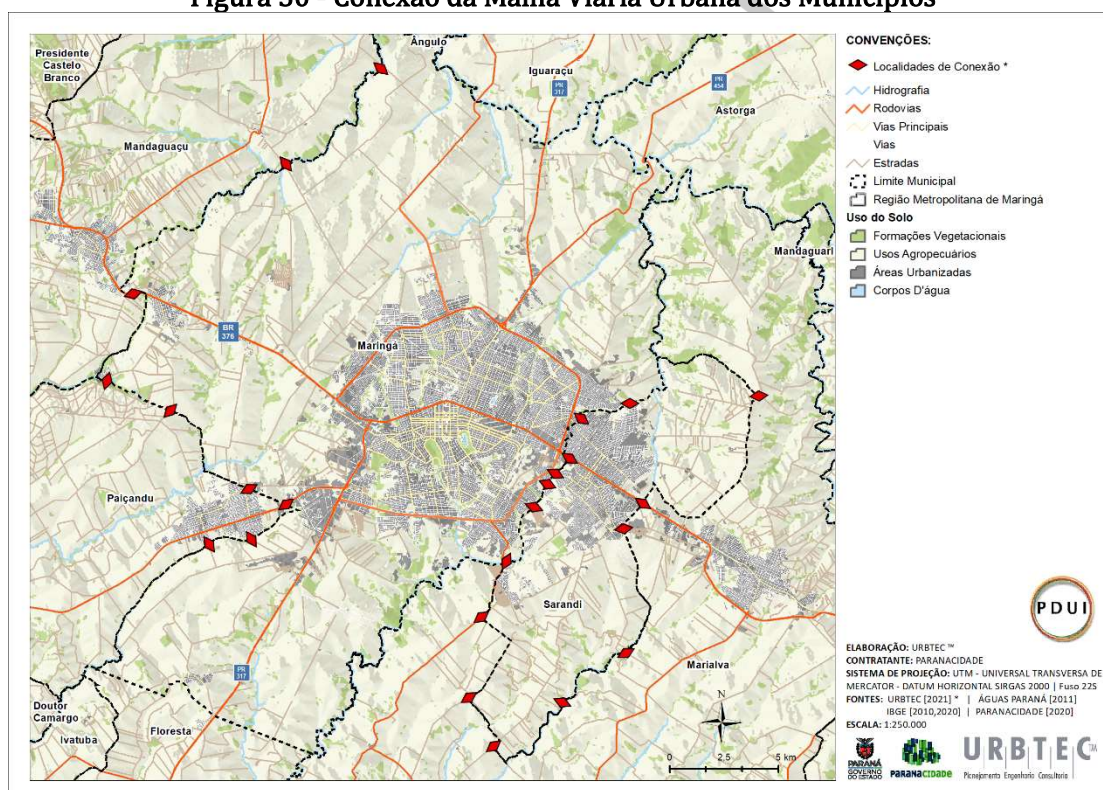 Figura 30 - Conexão da Malha Viária Urbana dos Municípios
Presidente
Castelo
Branco
Ângulo
Iguaraçu
PR
317
PR
454
Astorga
Mandaguaçu
Mandaguari
BR
376
Maringá
Paiçandu
Sarandi
Marialva
PR
317
Doutor
Camargo
Ivatuba
Floresta
N
0 2,5 5 km
CONVENÇÕES:
Localidades de Conexão *
Hidrografia
Rodovias
Vias Principais
Vias
Estradas
Limite Municipal
Região Metropolitana de Maringá
Uso do Solo
Formações Vegetacionais
Usos Agropecuários
Áreas Urbanizadas
Corpos D'água
PDUI
ELABORAÇÃO: URBTEC ™
CONTRATANTE: PARANACIDADE
SISTEMA DE PROJEÇÃO: UTM - UNIVERSAL TRANSVERSA DE
MERCATOR - DATUM HORIZONTAL SIRGAS 2000 | Fuso 22S
FONTES: URBTEC [2021] * | ÁGUAS PARANÁ [2011]
IBGE [2010,2020] | PARANACIDADE [2020]
ESCALA: 1:250.000
PARANÁ
GOVERNO
DO ESTADO
PARANACIDADE
URBTEC TM
Planejamento Engenharia Consultoria